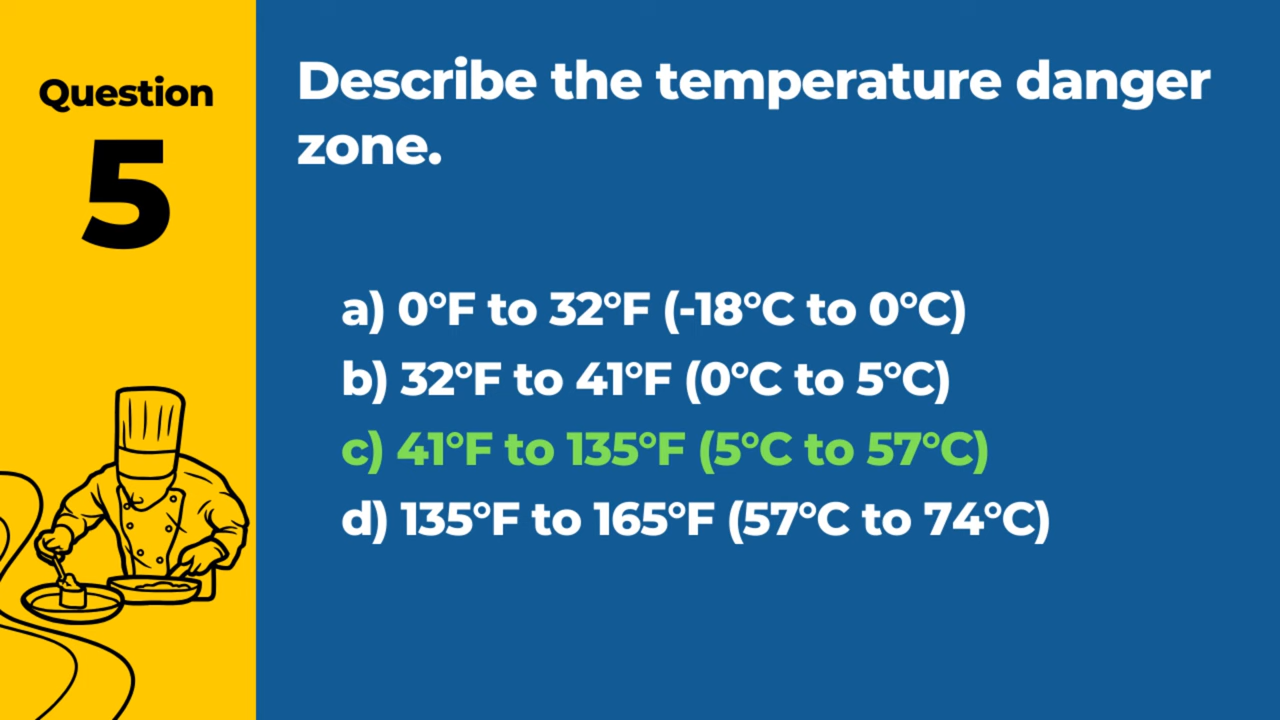 Question
5
Describe the temperature danger
zone.
a) 0°F to 32°F (-18°C to 0°C)
b) 32°F to 41°F (0°C to 5°C)
c) 41°F to 135°F (5°C to 57°C)
d) 135°F to 165°F (57°C to 74°C)